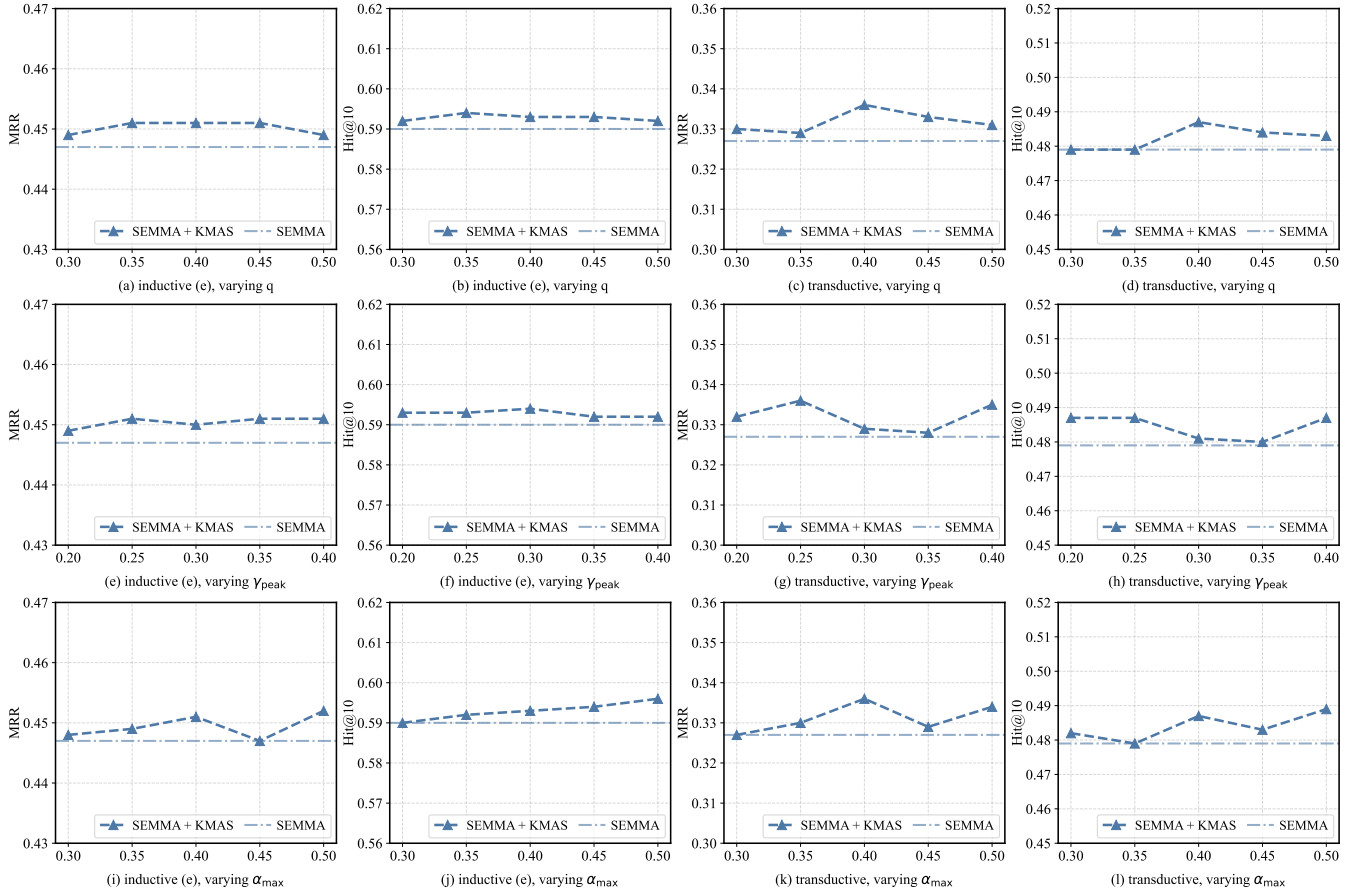 0.47
0.46
0.45
0.44
0.43
MRR
0.30 0.35 0.40 0.45 0.50
SEMMA + KMAS SEMMA
(a) inductive (e), varying q
0.62
0.61
0.60
0.59
0.58
0.57
0.56
Hit@10
0.30 0.35 0.40 0.45 0.50
SEMMA + KMAS SEMMA
(b) inductive (e), varying q
0.36
0.35
0.34
0.33
0.32
0.31
0.30
MRR
0.30 0.35 0.40 0.45 0.50
SEMMA + KMAS SEMMA
(c) transductive, varying q
0.52
0.51
0.50
0.49
0.48
0.47
0.46
0.45
Hit@10
0.30 0.35 0.40 0.45 0.50
SEMMA + KMAS SEMMA
(d) transductive, varying q
0.47
0.46
0.45
0.44
0.43
MRR
0.20 0.25 0.30 0.35 0.40
SEMMA + KMAS SEMMA
(e) inductive (e), varying γpeak
0.62
0.61
0.60
0.59
0.58
0.57
0.56
Hit@10
0.20 0.25 0.30 0.35 0.40
SEMMA + KMAS SEMMA
(f) inductive (e), varying γpeak
0.36
0.35
0.34
0.33
0.32
0.31
0.30
MRR
0.20 0.25 0.30 0.35 0.40
SEMMA + KMAS SEMMA
(g) transductive, varying γpeak
0.52
0.51
0.50
0.49
0.48
0.47
0.46
0.45
Hit@10
0.20 0.25 0.30 0.35 0.40
SEMMA + KMAS SEMMA
(h) transductive, varying γpeak
0.47
0.46
0.45
0.44
0.43
MRR
0.30 0.35 0.40 0.45 0.50
SEMMA + KMAS SEMMA
(i) inductive (e), varying αmax
0.62
0.61
0.60
0.59
0.58
0.57
0.56
Hit@10
0.30 0.35 0.40 0.45 0.50
SEMMA + KMAS SEMMA
(j) inductive (e), varying αmax
0.36
0.35
0.34
0.33
0.32
0.31
0.30
MRR
0.30 0.35 0.40 0.45 0.50
SEMMA + KMAS SEMMA
(k) transductive, varying αmax
0.52
0.51
0.50
0.49
0.48
0.47
0.46
0.45
Hit@10
0.30 0.35 0.40 0.45 0.50
SEMMA + KMAS SEMMA
(l) transductive, varying αmax